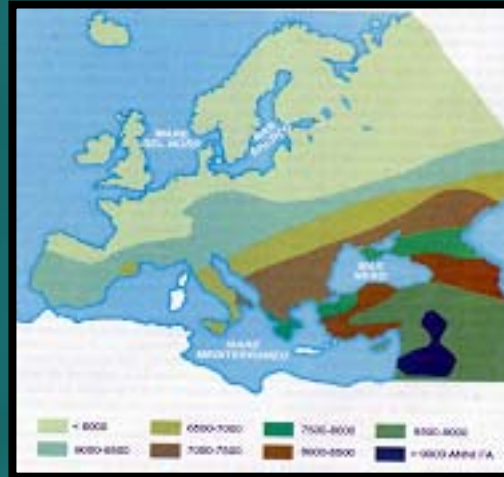 MARE
DEL NORD
MARE
BALTICO
MAR
NERO
MARE
MEDITERRANEO
< 6000
6500-7000
7500-8000
8500-9000
6000-6500
7000-7500
8000-8500
> 9000 ANNI FA